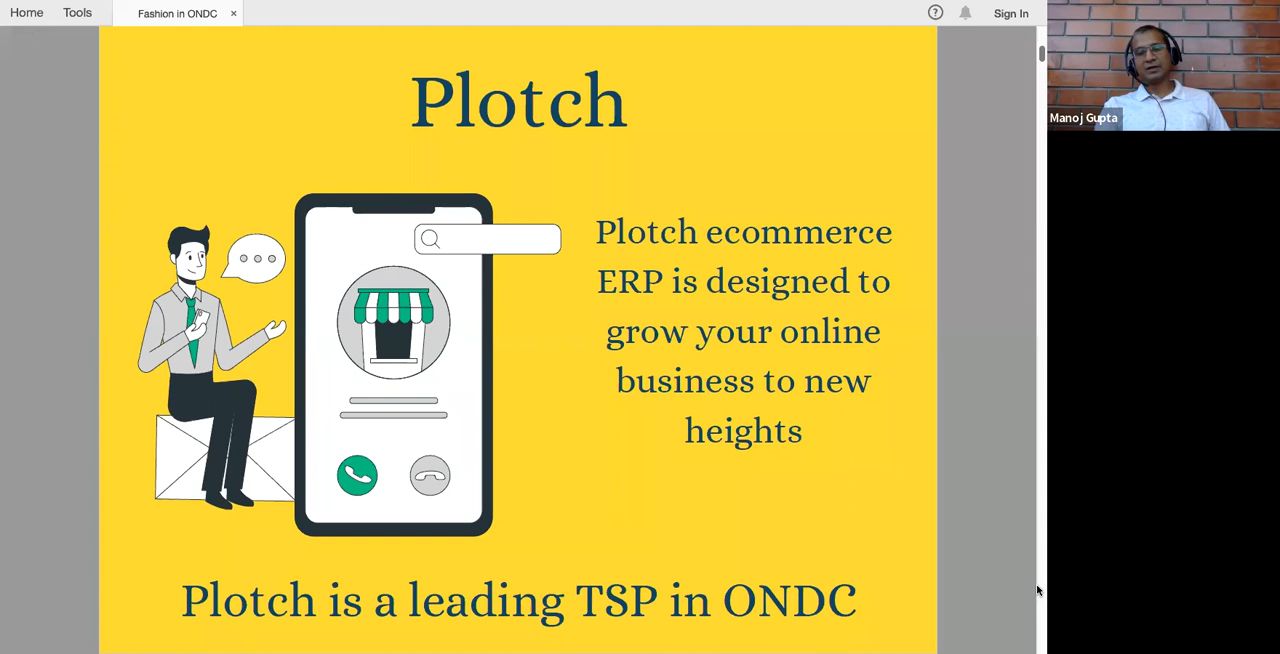 Home Tools Fashion in ONDC × ? Sign In
Plotch
Plotch ecommerce
ERP is designed to
grow your online
business to new
heights
Plotch is a leading TSP in ONDC
Manoj Gupta